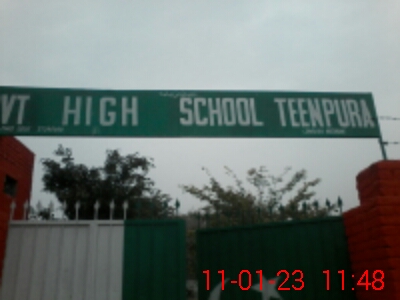 VT HIGH SCHOOL TEENPURA
11-01-23 11:48